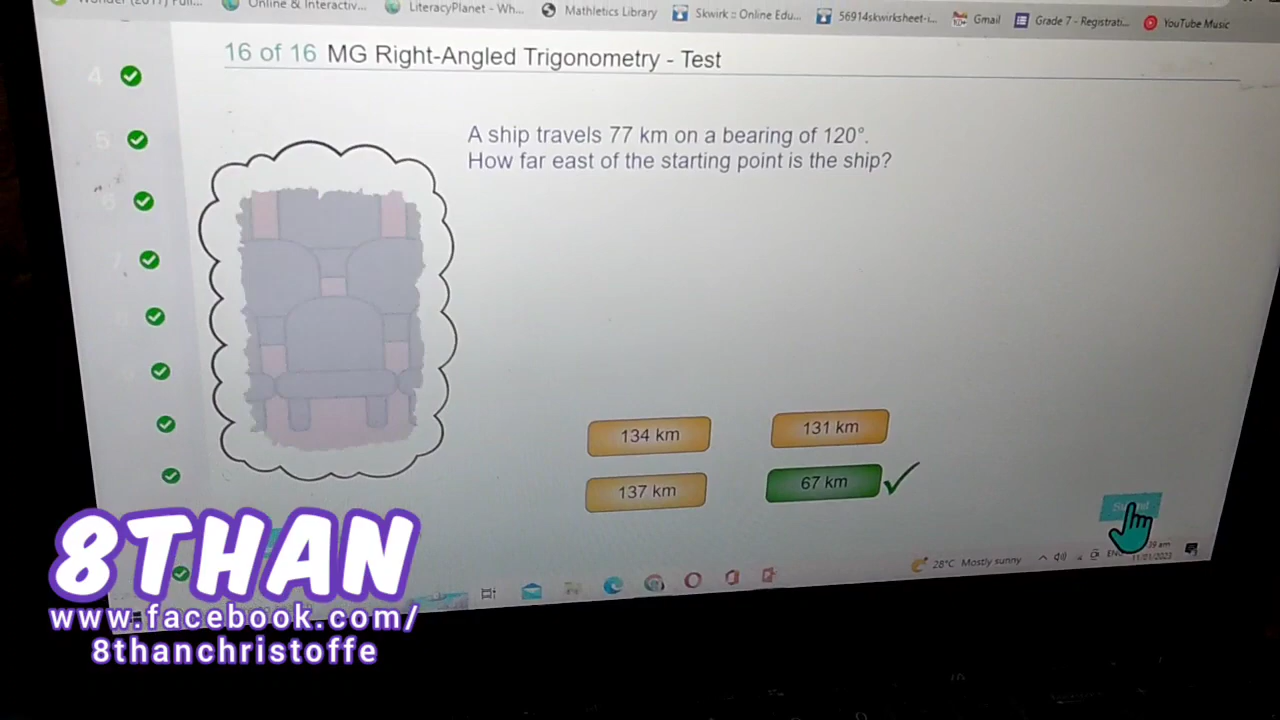 Online & Interactiv...
LiteracyPlanet - Wh...
Mathletics Library
Skwirk :: Online Edu...
56914skwirksheet-i...
Gmail
Grade 7 - Registrati...
YouTube Music
16 of 16 MG Right-Angled Trigonometry - Test
4
5
A ship travels 77 km on a bearing of 120°.
How far east of the starting point is the ship?
134 km
131 km
137 km
67 km
28°C Mostly sunny
8THAN
www.facebook.com/
8thanchristoffe